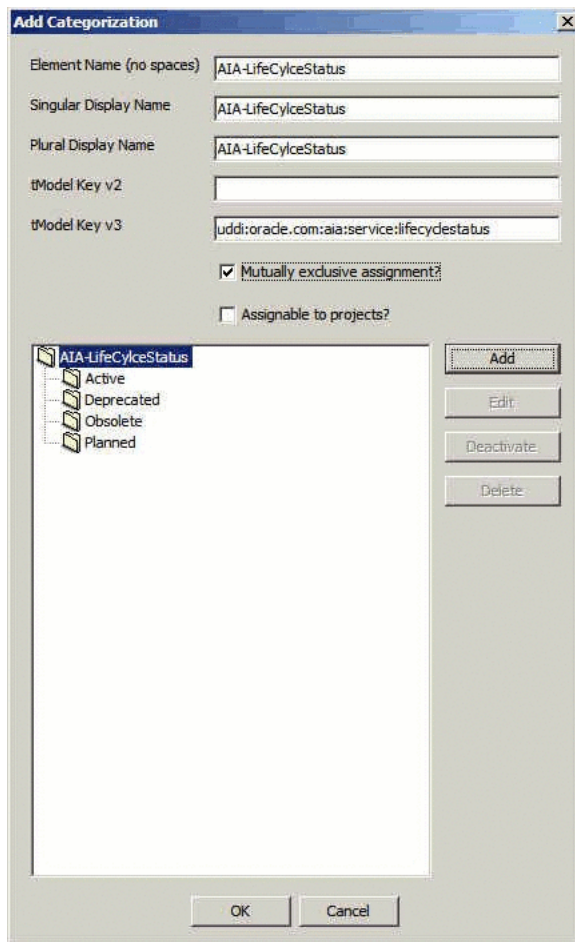 Add Categorization
Element Name (no spaces) AIA-LifeCylceStatus
Singular Display Name AIA-LifeCylceStatus
Plural Display Name AIA-LifeCylceStatus
tModel Key v2
tModel Key v3 uddi:oracle.com:aia:service:lifecyclestatus
Mutually exclusive assignment?
Assignable to projects?
AIA-LifeCylceStatus
Active
Deprecated
Obsolete
Planned
Add
Edit
Deactivate
Delete
OK Cancel